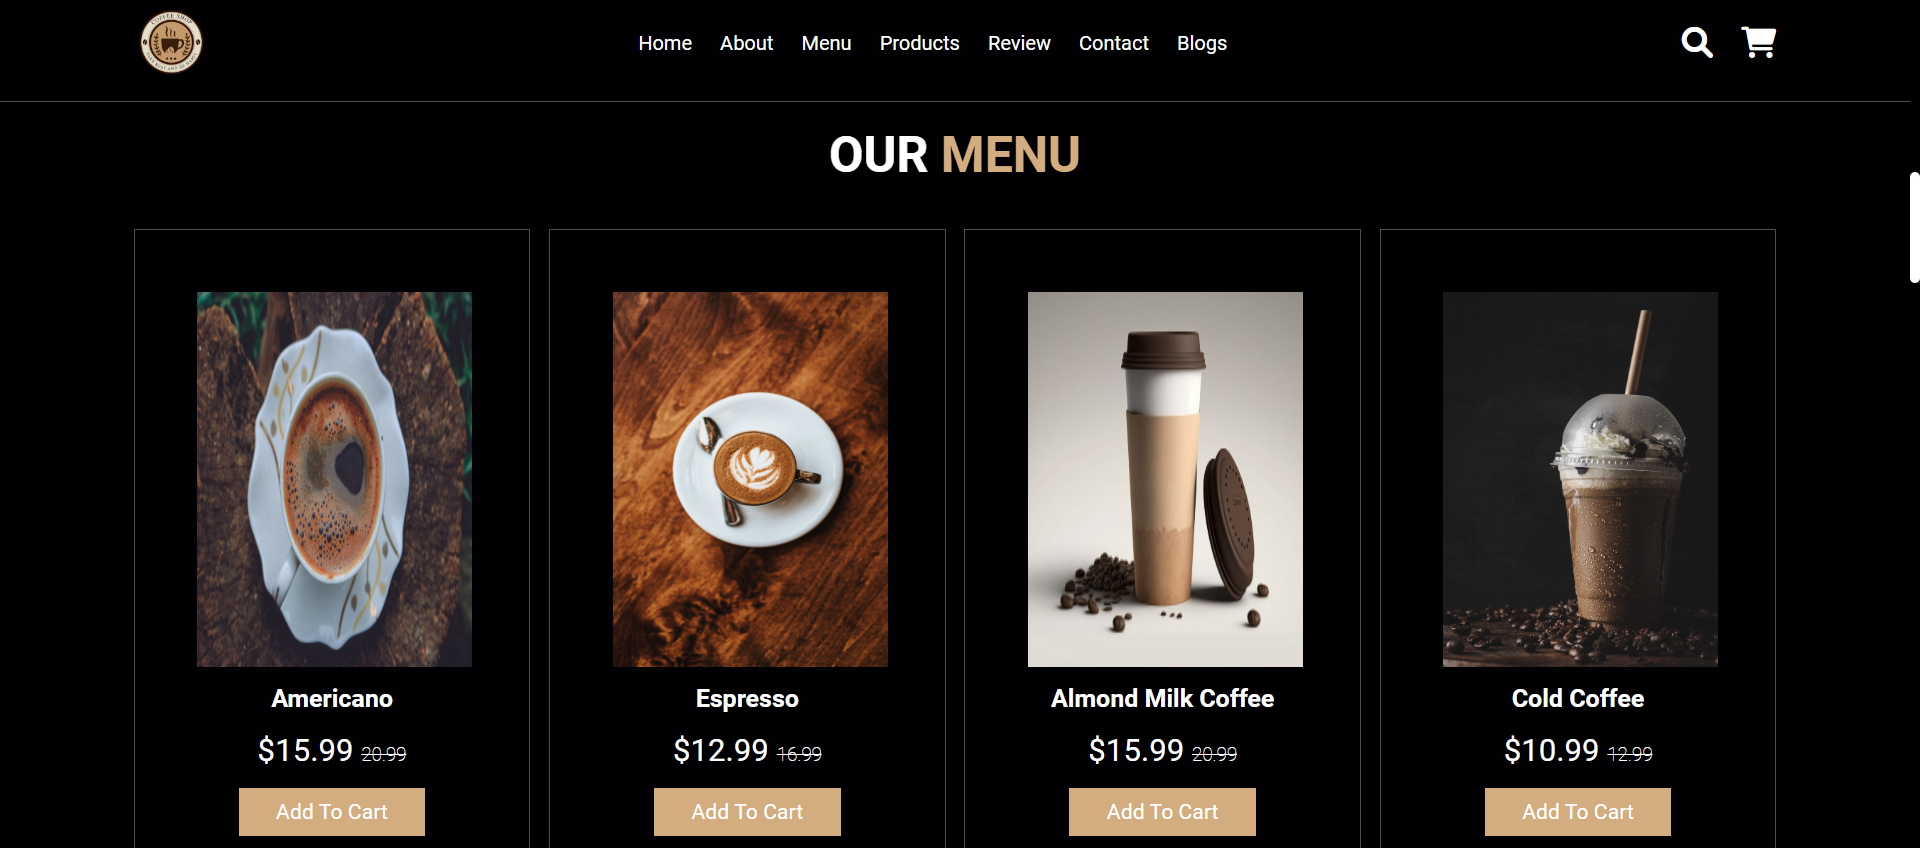 COFFEE SHOP
Home About Menu Products Review Contact Blogs
OUR MENU
Americano
$15.99 20.99
Add To Cart
Espresso
$12.99 16.99
Add To Cart
Almond Milk Coffee
$15.99 20.99
Add To Cart
Cold Coffee
$10.99 12.99
Add To Cart